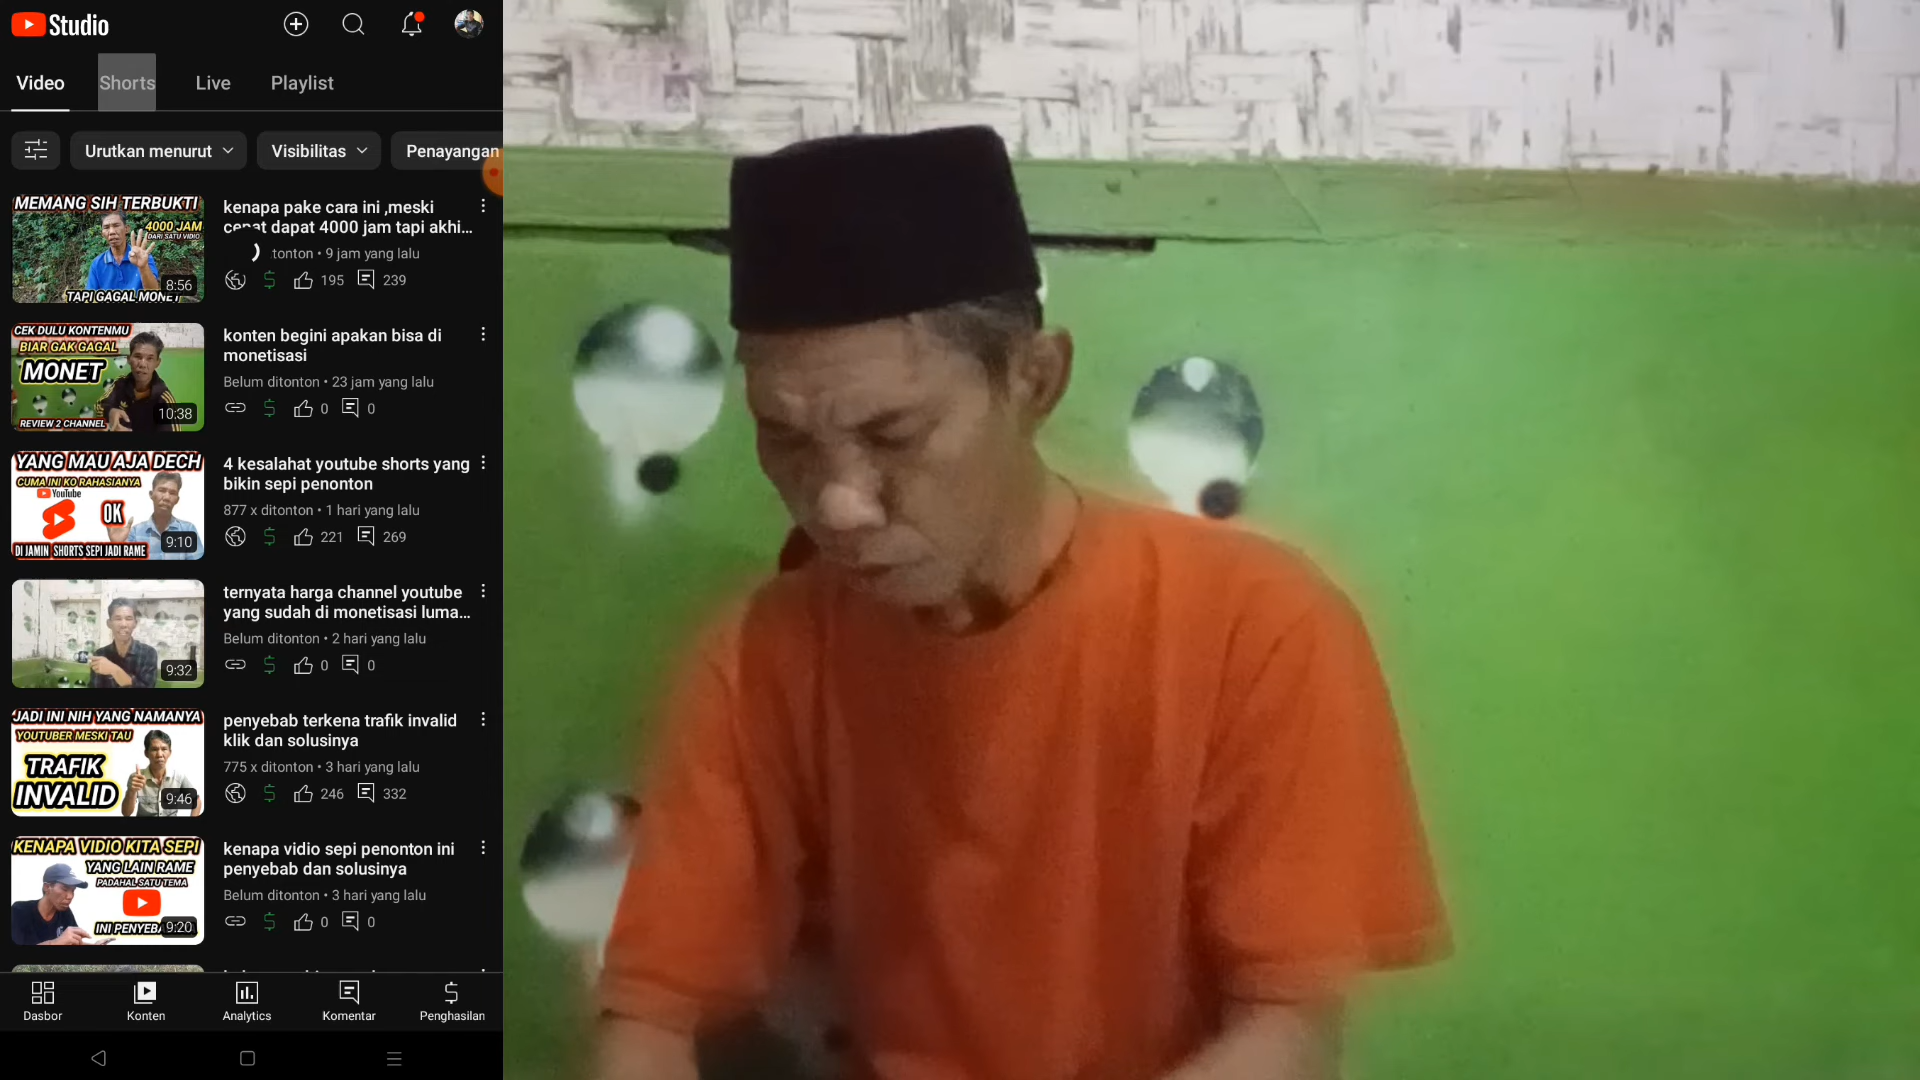 Studio
Video Shorts Live Playlist
Urutkan menurut Visibilitas Penayangan
MEMANG SIH TERBUKTI
4000 JAM
DARI SATU VIDIO
8:56
TAPI GAGAL MONET
kenapa pake cara ini ,meski
cepat dapat 4000 jam tapi akhi...
tonton • 9 jam yang lalu
195 239
CEK DULU KONTENMU
BIAR GAK GAGAL
MONET
10:38
REVIEW 2 CHANNEL
konten begini apakan bisa di
monetisasi
Belum ditonton • 23 jam yang lalu
0 0
YANG MAU AJA DECH
CUMA INI KO RAHASIANYA
YouTube
OK
9:10
DI JAMIN SHORTS SEPI JADI RAME
4 kesalahat youtube shorts yang
bikin sepi penonton
877 x ditonton • 1 hari yang lalu
221 269
9:32
ternyata harga channel youtube
yang sudah di monetisasi luma...
Belum ditonton • 2 hari yang lalu
0 0
JADI INI NIH YANG NAMANYA
YOUTUBER MESKI TAU
TRAFIK
INVALID
9:46
penyebab terkena trafik invalid
klik dan solusinya
775 x ditonton • 3 hari yang lalu
246 332
KENAPA VIDIO KITA SEPI
YANG LAIN RAME
PADAHAL SATU TEMA
INI
9:20
kenapa vidio sepi penonton ini
penyebab dan solusinya
Belum ditonton • 3 hari yang lalu
0 0
Dasbor Konten Analytics Komentar Penghasilan